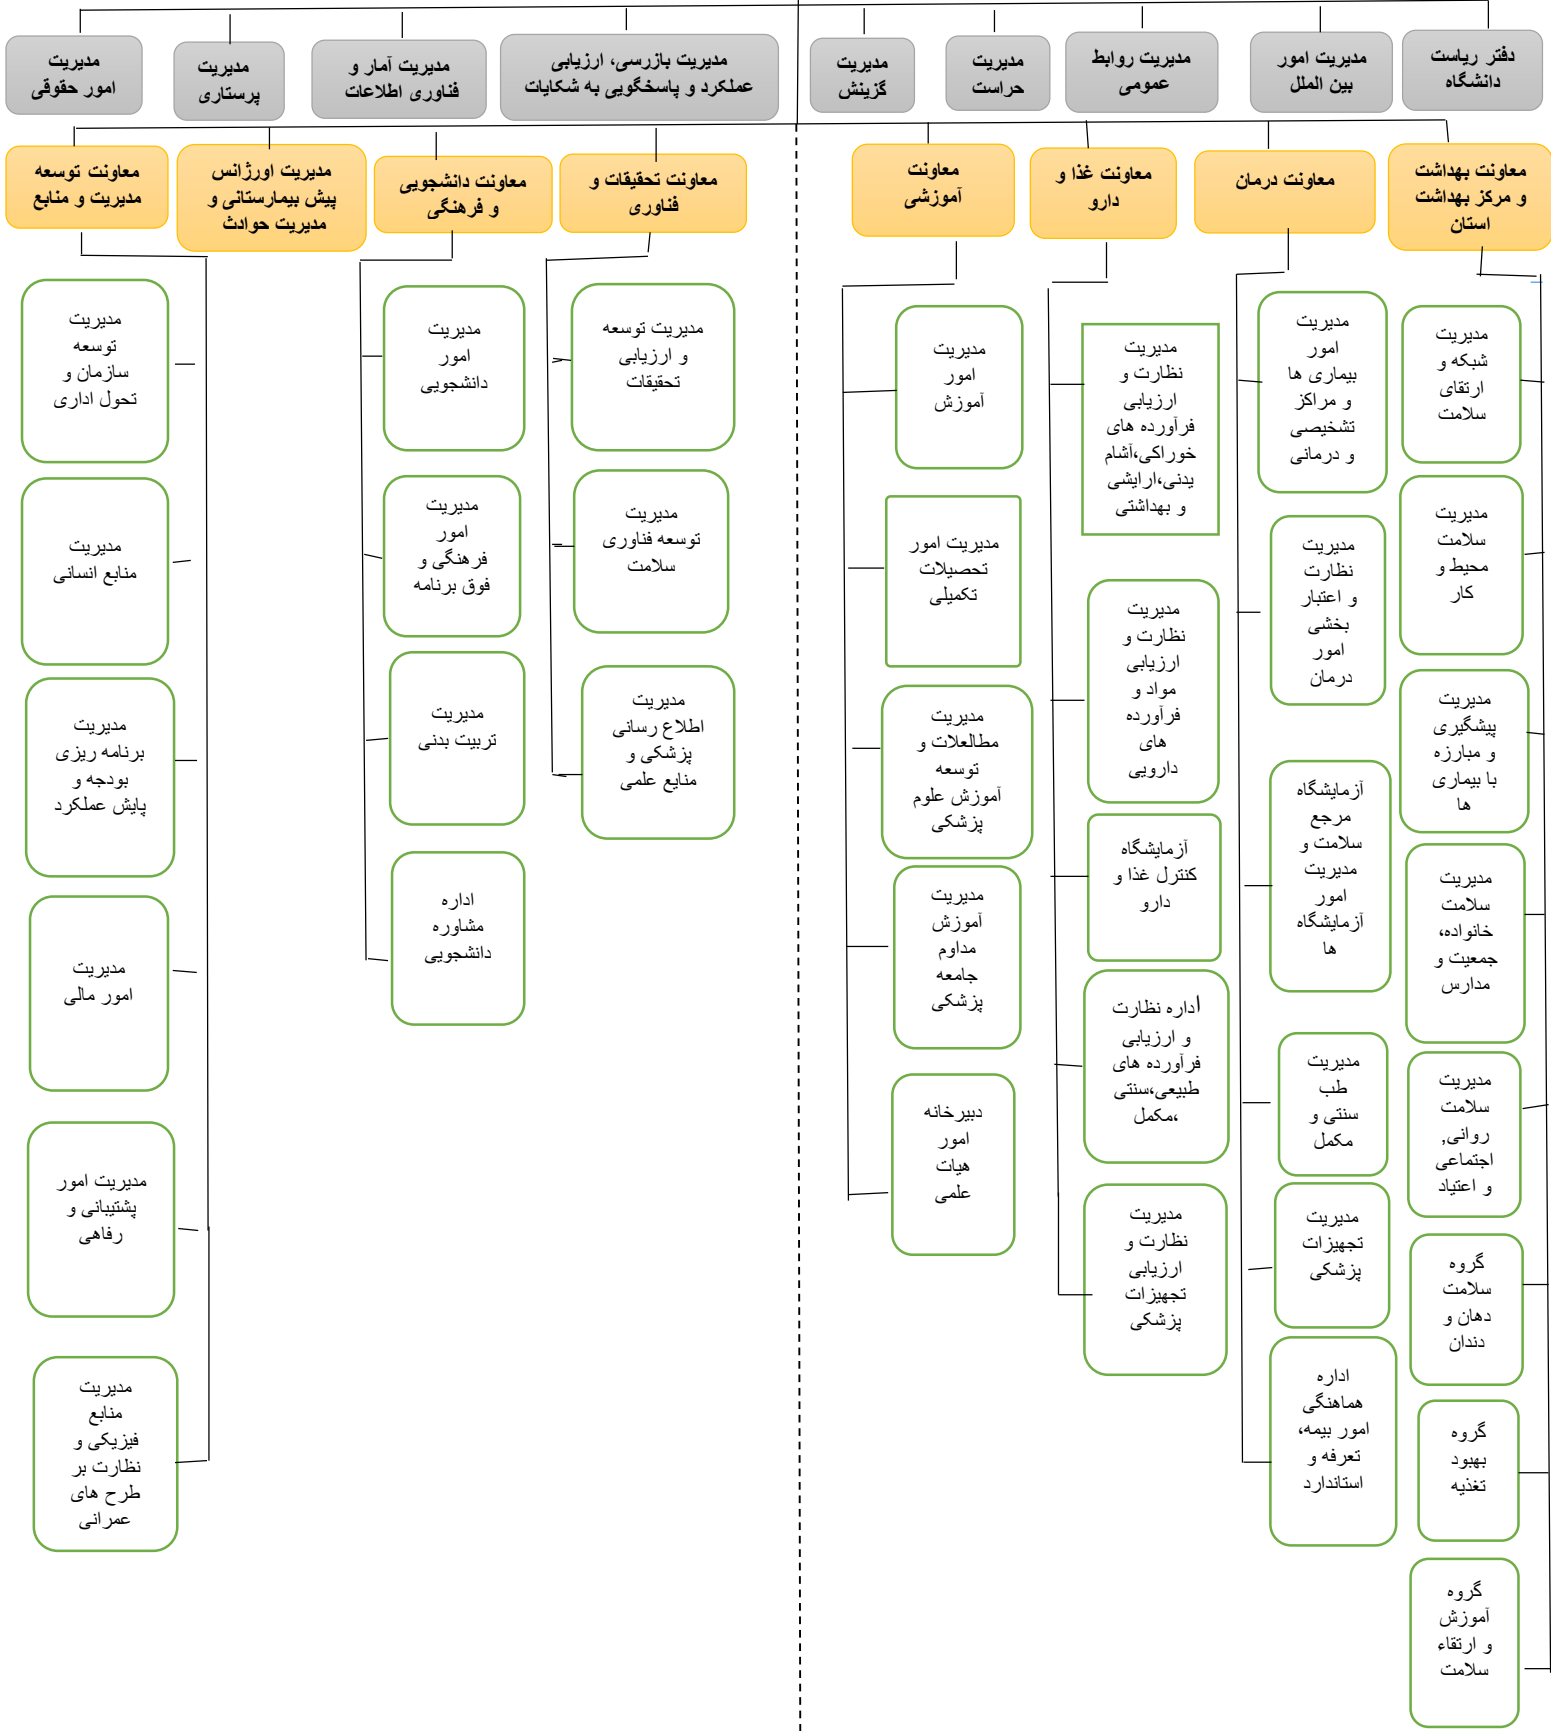 دفتر ریاست
دانشگاه
مدیریت امور
بین الملل
مدیریت روابط
عمومی
مدیریت
حراست
مدیریت
گزینش
مدیریت بازرسی، ارزیابی
عملکرد و پاسخگویی به شکایات
مدیریت آمار و
فناوری اطلاعات
مدیریت
پرستاری
مدیریت
امور حقوقی
معاونت بهداشت
و مرکز بهداشت
استان
معاونت درمان
معاونت غذا و
دارو
معاونت
آموزشی
معاونت تحقیقات و
فناوری
معاونت دانشجویی
و فرهنگی
مدیریت اورژانس
پیش بیمارستانی و
مدیریت حوادث
معاونت توسعه
مدیریت و منابع
مدیریت
شبکه و
ارتقای
سلامت
مدیریت
سلامت
محیط و
کار
مدیریت
پیشگیری
و مبارزه
با بیماری
ها
مدیریت
سلامت
خانواده،
جمعیت و
مدارس
مدیریت
سلامت
روانی,
اجتماعی
و اعتیاد
گروه
سلامت
دهان و
دندان
گروه
بهبود
تغذیه
گروه
آموزش
و ارتقاء
سلامت
مدیریت
امور
بیماری ها
و مراکز
تشخیصی
و درمانی
مدیریت
نظارت
و اعتبار
بخشی
امور
درمان
آزمایشگاه
مرجع
سلامت و
مدیریت
امور
آزمایشگاه
ها
مدیریت
طب
سنتی و
مکمل
مدیریت
تجهیزات
پزشکی
اداره
هماهنگی
امور بیمه،
تعرفه و
استاندارد
مدیریت
نظارت و
ارزیابی
فرآورده های
خوراکی،آشام
یدنی،ارایشی
و بهداشتی
مدیریت
نظارت و
ارزیابی
مواد و
فرآورده
های
دارویی
آزمایشگاه
کنترل غذا و
دارو
أداره نظارت
و ارزیابی
فرآورده های
طبیعی،سنتی
،مکمل
مدیریت
نظارت و
ارزیابی
تجهیزات
پزشکی
مدیریت
امور
آموزش
مدیریت امور
تحصیلات
تکمیلی
مدیریت
مطالعلات و
توسعه
آموزش علوم
پزشکی
مدیریت
آموزش
مداوم
جامعه
پزشکی
دبیرخانه
امور
هیات
علمی
مدیریت توسعه
و ارزیابی
تحقیقات
مدیریت
توسعه فناوری
سلامت
مدیریت
اطلاع رسانی
پزشکی و
منابع علمی
مدیریت
امور
دانشجویی
مدیریت
امور
فرهنگی و
فوق برنامه
مدیریت
تربیت بدنی
اداره
مشاوره
دانشجویی
مدیریت
توسعه
سازمان و
تحول اداری
مدیریت
منابع انسانی
مدیریت
برنامه ریزی
بودجه و
پایش عملکرد
مدیریت
امور مالی
مدیریت امور
پشتیبانی و
رفاهی
مدیریت
منابع
فیزیکی و
نظارت بر
طرح های
عمرانی